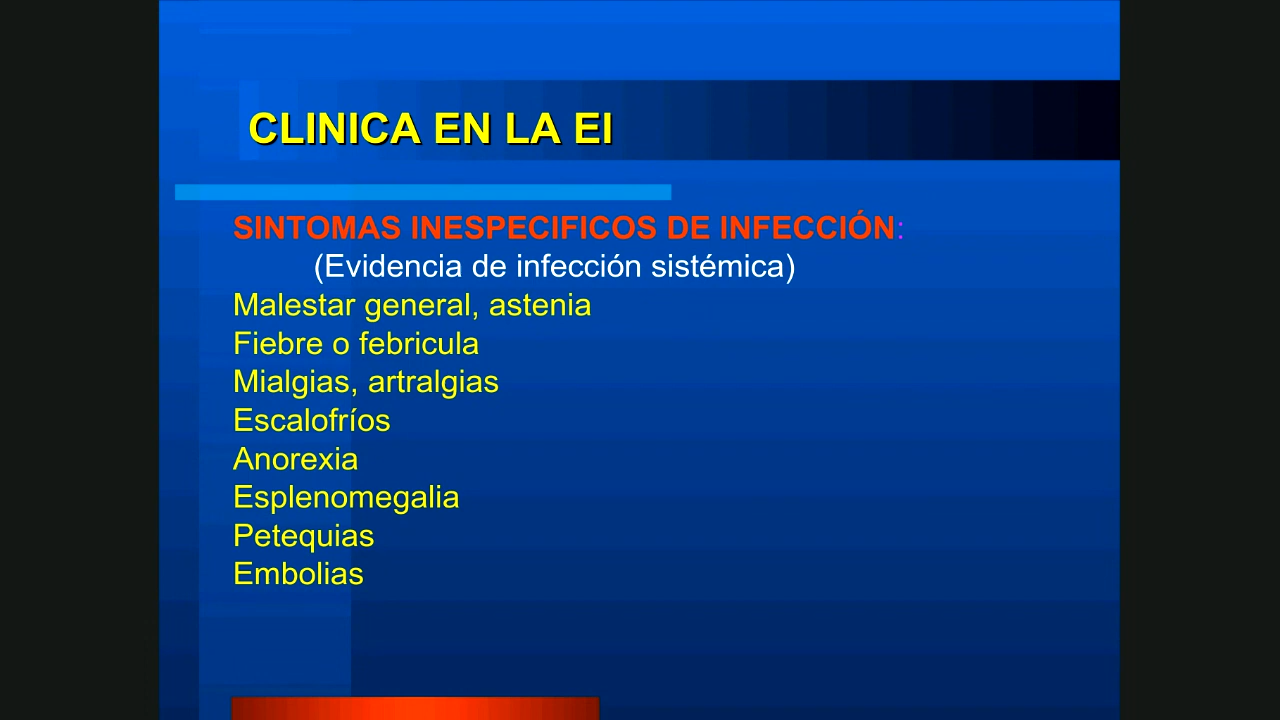 CLINICA EN LA EI
SINTOMAS INESPECIFICOS DE INFECCIÓN:
(Evidencia de infección sistémica)
Malestar general, astenia
Fiebre o febricula
Mialgias, artralgias
Escalofríos
Anorexia
Esplenomegalia
Petequias
Embolias